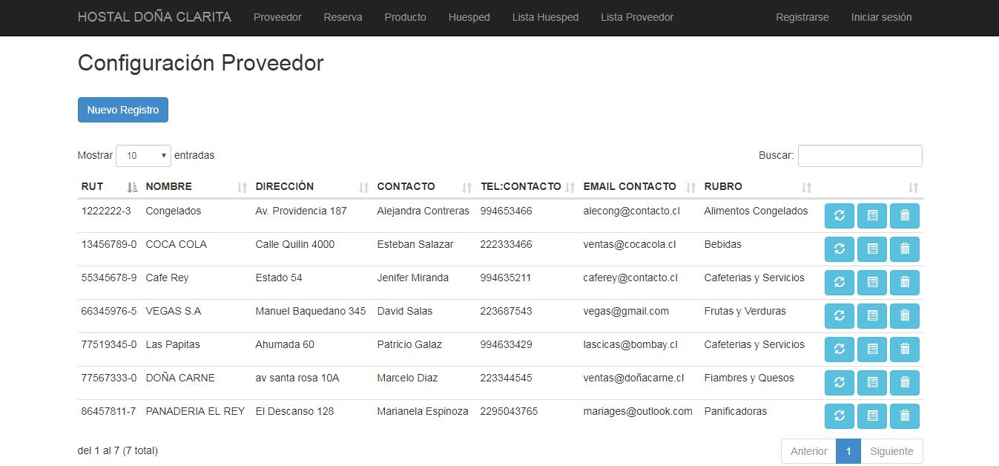 HOSTAL DOÑA CLARITA Proveedor Reserva Producto Huesped Lista Huesped Lista Proveedor Registrarse Iniciar sesión
Configuración Proveedor
Nuevo Registro
Mostrar 10 entradas Buscar:
RUT NOMBRE DIRECCIÓN CONTACTO TEL:CONTACTO EMAIL CONTACTO RUBRO
1222222-3 Congelados Av. Providencia 187 Alejandra Contreras 994653466 alecong@contacto.cl Alimentos Congelados
13456789-0 COCA COLA Calle Quilin 4000 Esteban Salazar 222333466 ventas@cocacola.cl Bebidas
55345678-9 Cafe Rey Estado 54 Jenifer Miranda 994635211 caferey@contacto.cl Cafeterias y Servicios
66345976-5 VEGAS S.A Manuel Baquedano 345 David Salas 223687543 vegas@gmail.com Frutas y Verduras
77519345-0 Las Papitas Ahumada 60 Patricio Galaz 994633429 lascicas@bombay.cl Cafeterias y Servicios
77567333-0 DOÑA CARNE av santa rosa 10A Marcelo Diaz 223344545 ventas@doñacarne.cl Fiambres y Quesos
86457811-7 PANADERIA EL REY El Descanso 128 Marianela Espinoza 2295043765 mariages@outlook.com Panificadoras
del 1 al 7 (7 total) Anterior 1 Siguiente